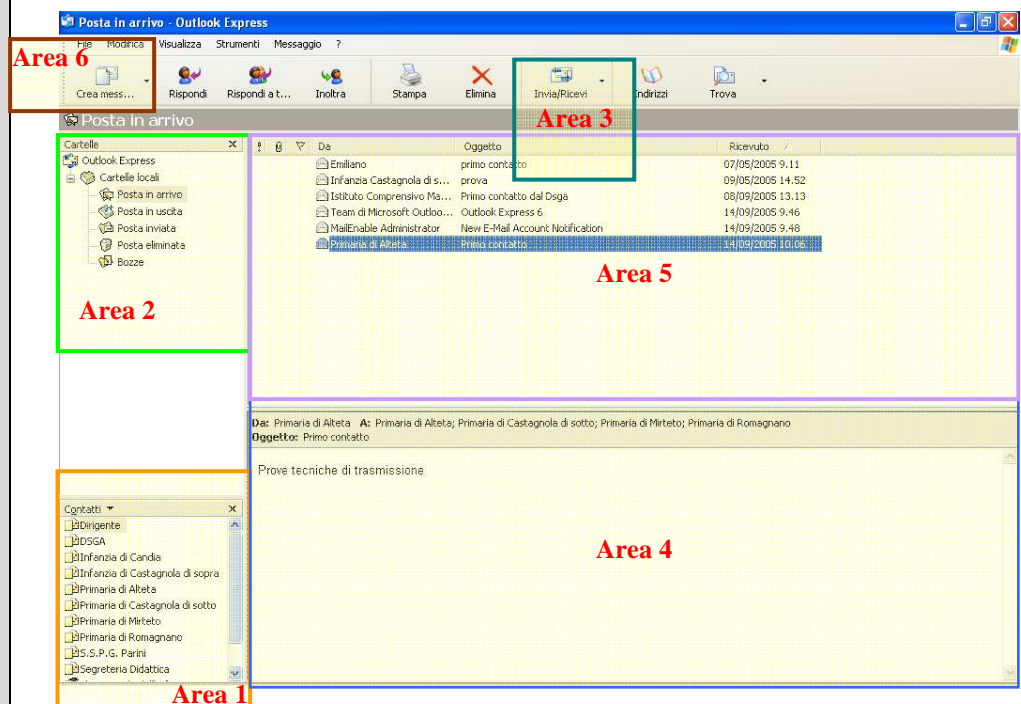 Posta in arrivo - Outlook Express
File Modifica Visualizza Strumenti Messaggio ?
Area 6
Crea mess... Rispondi Rispondi a t... Inoltra Stampa Elimina Invia/Ricevi Indirizzi Trova
Area 3
Posta in arrivo
Cartelle
Outlook Express
Cartelle locali
Posta in arrivo
Posta in uscita
Posta inviata
Posta eliminata
Bozze
Area 2
! Da Oggetto Ricevuto
Emiliano primo contatto 07/05/2005 9.11
Infanzia Castagnola di s... prova 09/05/2005 14.52
Istituto Comprensivo Ma... Primo contatto dal Dsga 08/09/2005 13.13
Team di Microsoft Outloo... Outlook Express 6 14/09/2005 9.46
MailEnable Administrator New E-Mail Account Notification 14/09/2005 9.48
Primaria di Alteta Primo contatto 14/09/2005 10.06
Area 5
Da: Primaria di Alteta A: Primaria di Alteta; Primaria di Castagnola di sotto; Primaria di Mirteto; Primaria di Romagnano
Oggetto: Primo contatto
Prove tecniche di trasmissione
Area 4
Contatti
Dirigente
DSGA
Infanzia di Candia
Infanzia di Castagnola di sopra
Primaria di Alteta
Primaria di Castagnola di sotto
Primaria di Mirteto
Primaria di Romagnano
S.S.P.G. Parini
Segreteria Didattica
Area 1